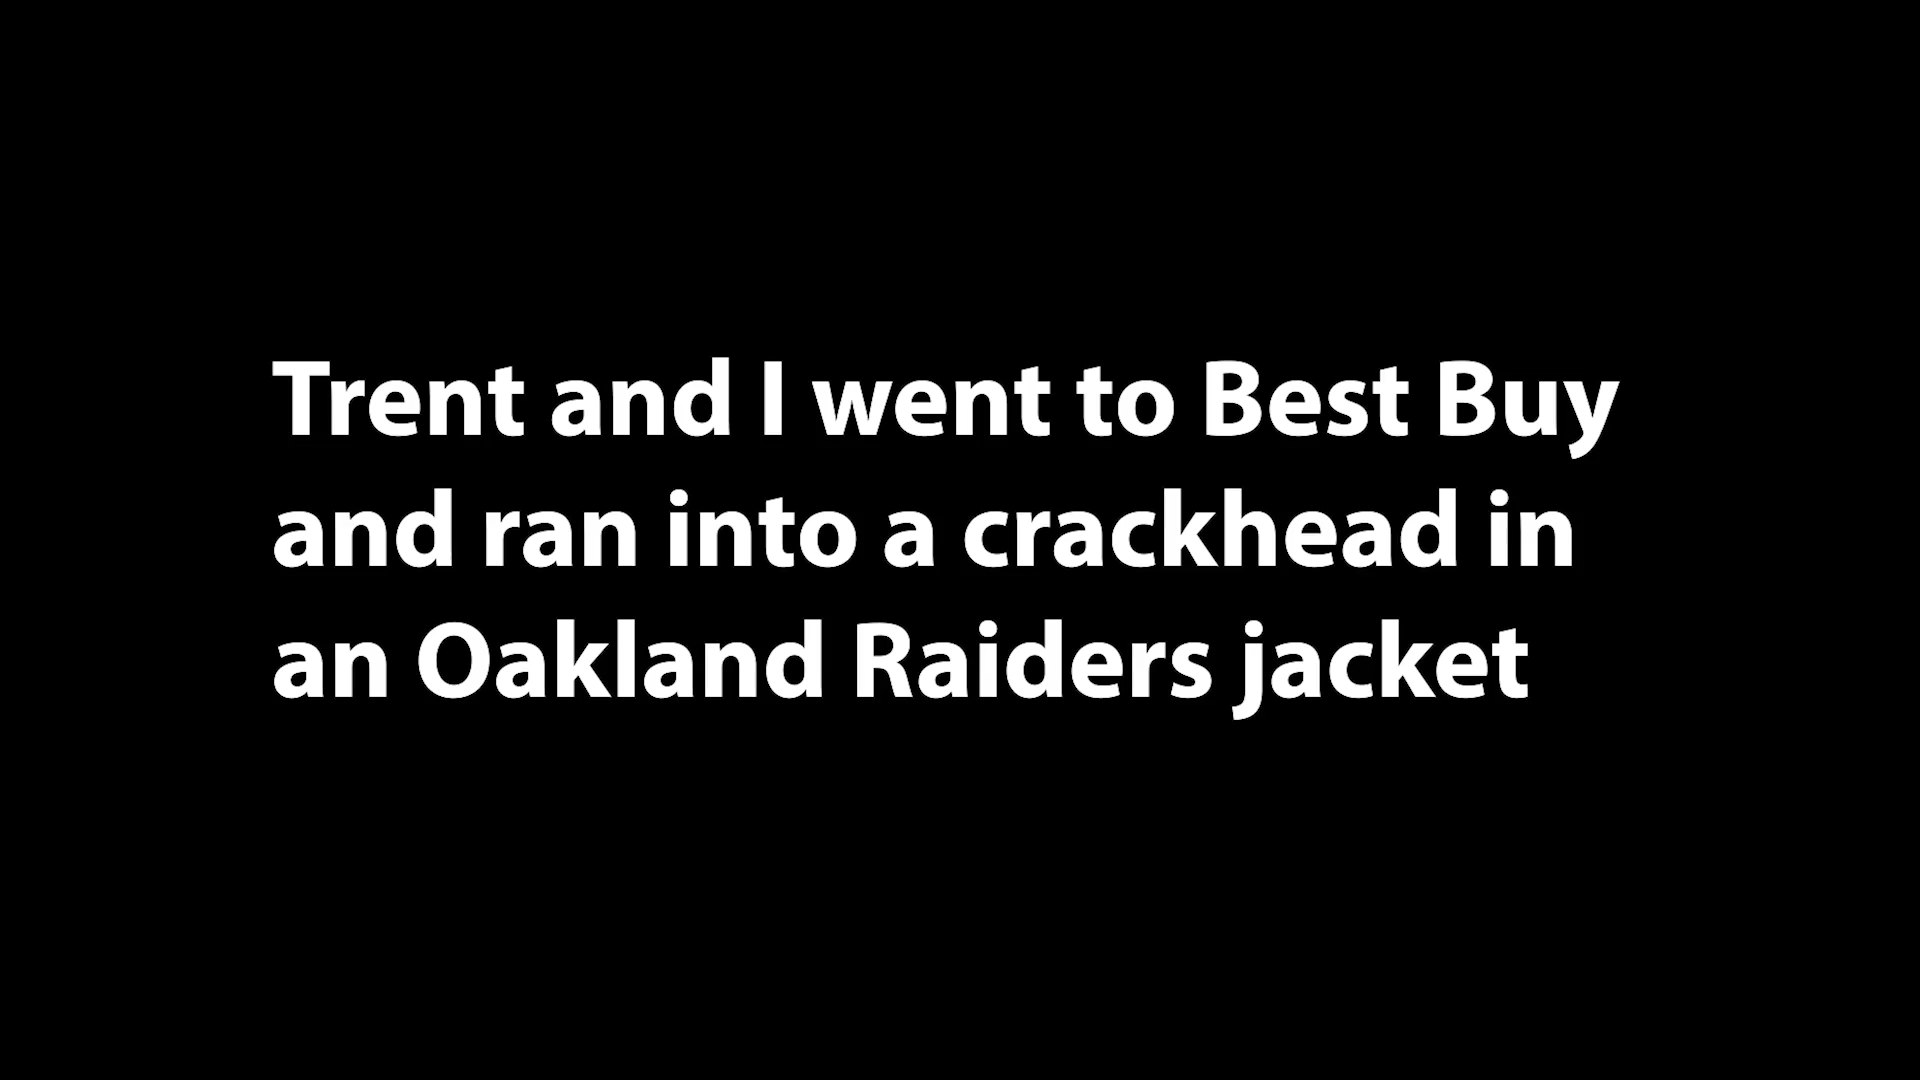 Trent and I went to Best Buy
and ran into a crackhead in
an Oakland Raiders jacket